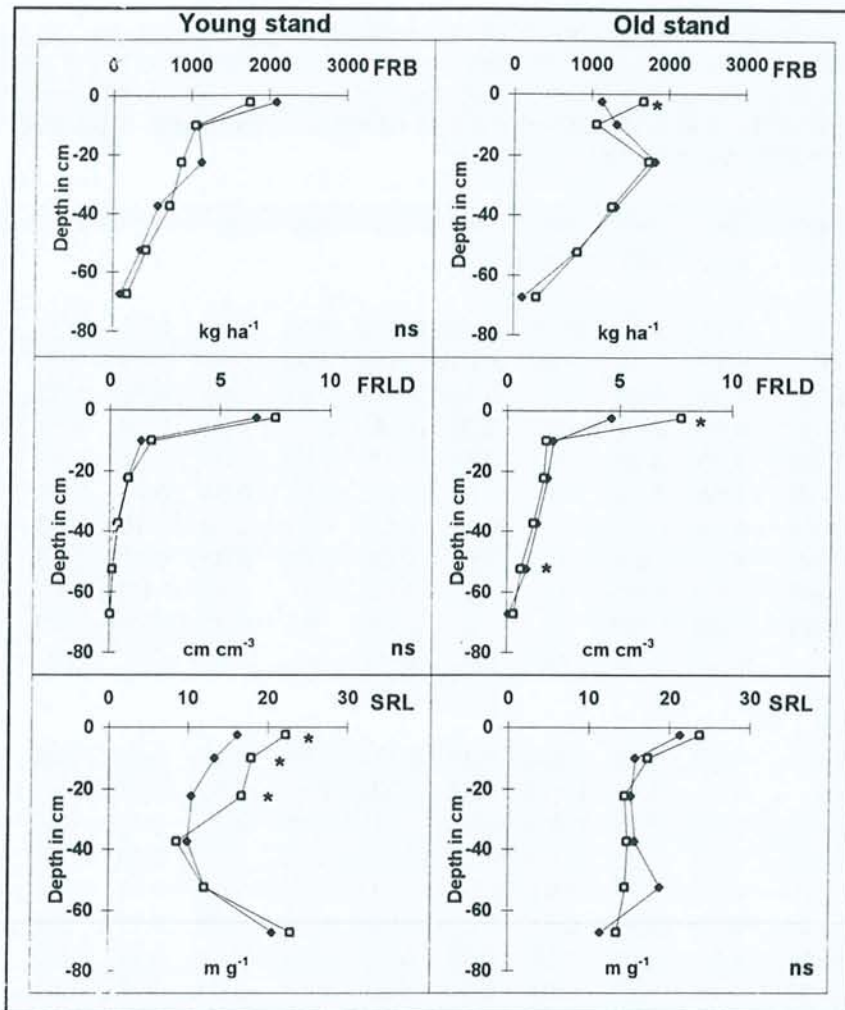 Young stand
Old stand
0 1000 2000 3000 FRB
0
-20
-40
-60
-80
Depth in cm
kg ha-1
ns
0 1000 2000 3000 FRB
0
-20
-40
-60
-80
Depth in cm
*
kg ha-1
0 5 10 FRLD
0
-20
-40
-60
-80
Depth in cm
cm cm-3
ns
0 5 10 FRLD
0
-20
-40
-60
-80
Depth in cm
*
*
cm cm-3
0 10 20 30 SRL
0
-20
-40
-60
-80
Depth in cm
*
*
*
m g-1
0 10 20 30 SRL
0
-20
-40
-60
-80
Depth in cm
m g-1
ns